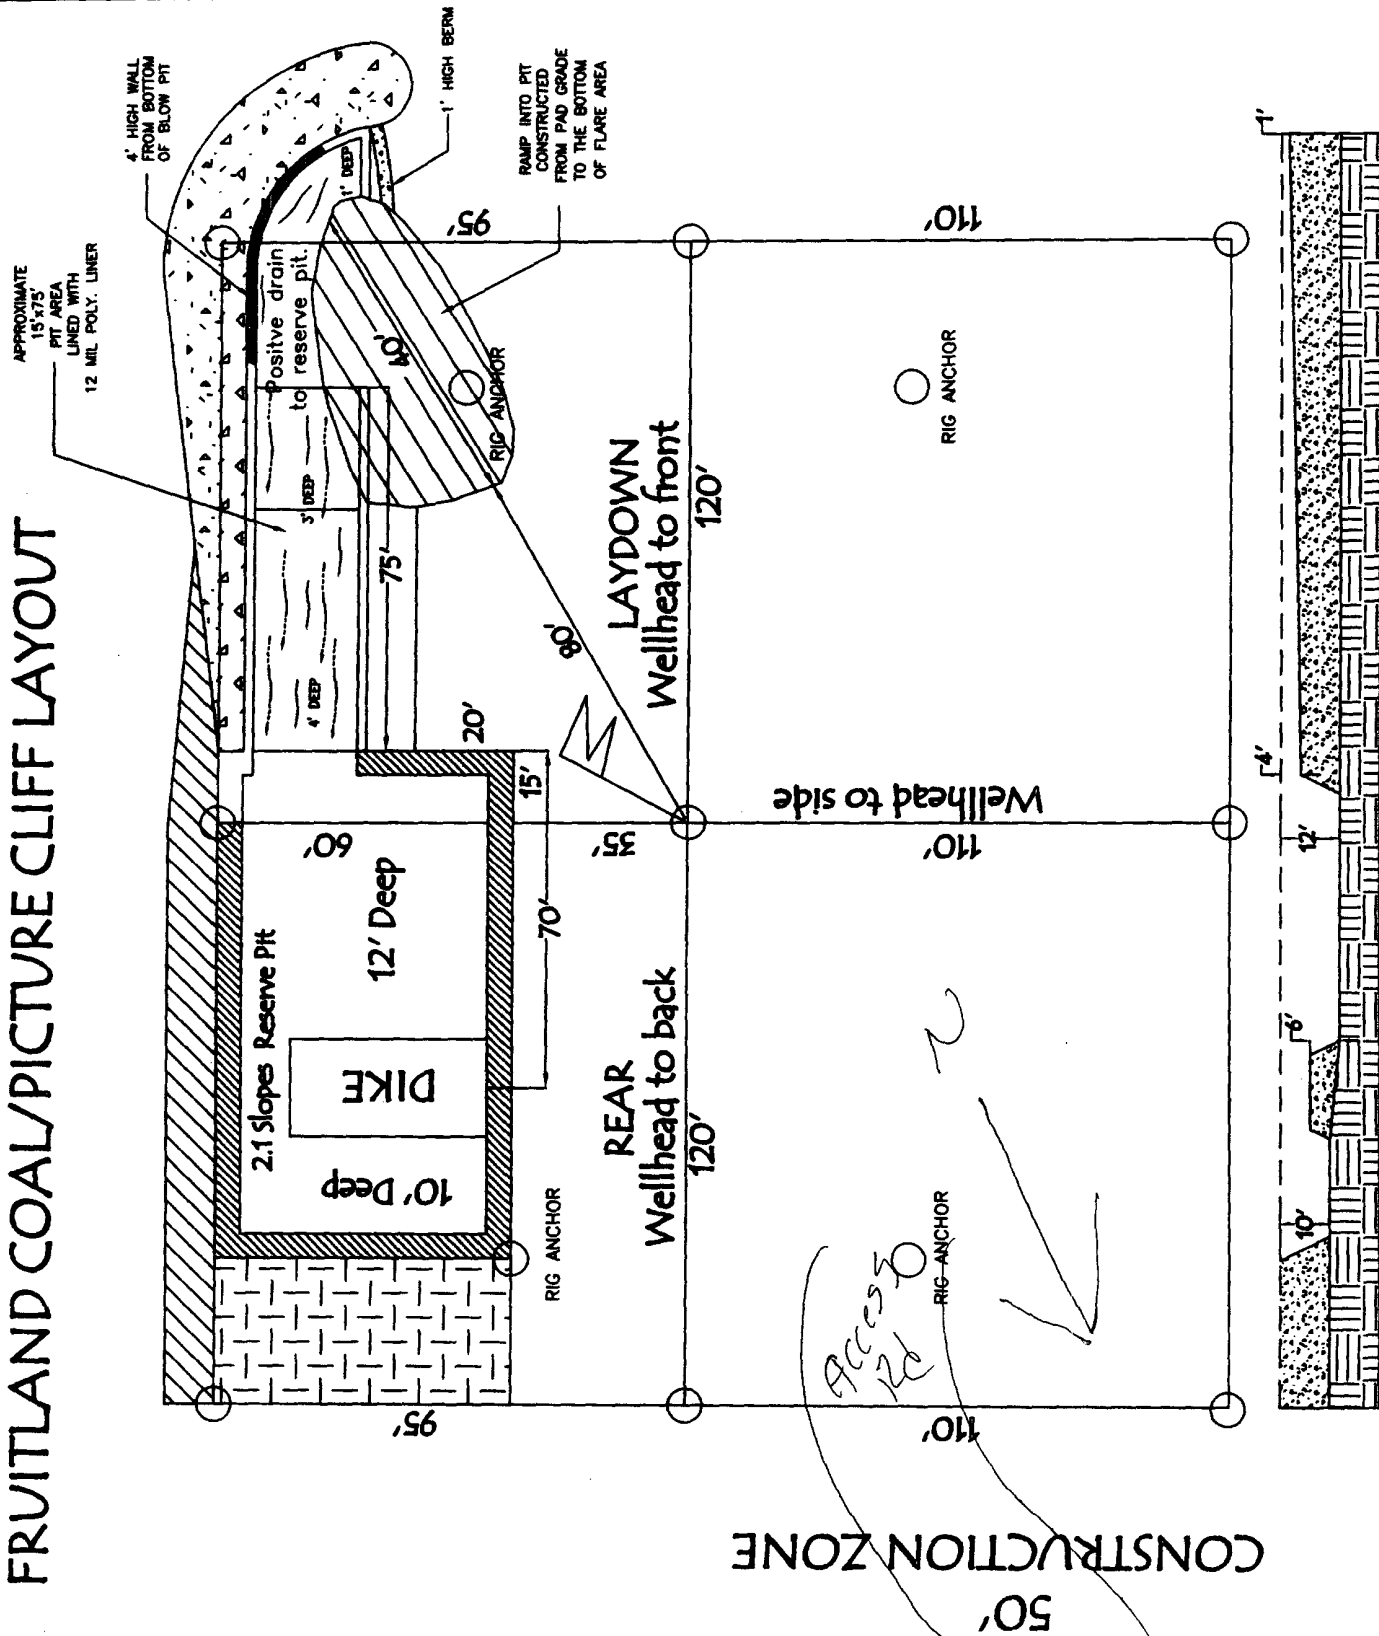 FRUITLAND COAL/PICTURE CLIFF LAYOUT
APPROXIMATE
15'x75'
PIT AREA
LINED WITH
12 MIL POLY. LINER
4' HIGH WALL
FROM BOTTOM
OF BLOW PIT
1' HIGH BERM
RAMP INTO PIT
CONSTRUCTED
FROM PAD GRADE
TO THE BOTTOM
OF FLARE AREA
2.1 Slopes Reserve Pit
10' Deep
DIKE
12' Deep
60'
4' DEEP
3' DEEP
Positve drain
to reserve pit.
1' DEEP
95'
95'
20'
15'
70'
75'
40'
80'
35'
RIG ANCHOR
RIG ANCHOR
REAR
Wellhead to back
120'
LAYDOWN
Wellhead to front
120'
Wellhead to side
110'
110'
110'
RIG ANCHOR
RIG ANCHOR
Access
Rd
50'
CONSTRUCTION ZONE
10'
6'
12'
4'
1'